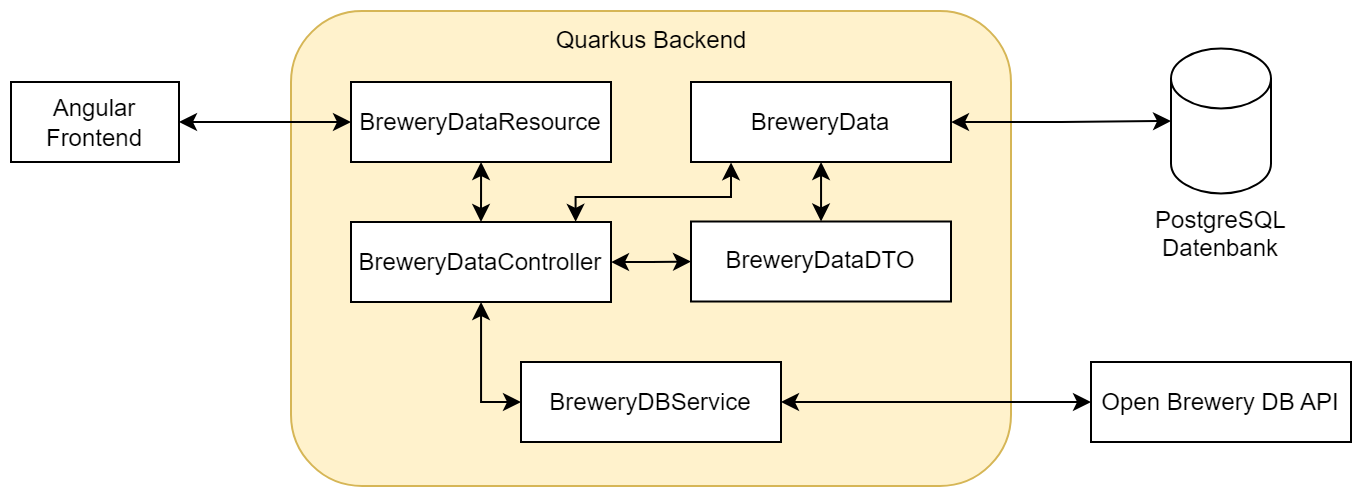 Quarkus Backend
Angular
Frontend
BreweryDataResource
BreweryData
PostgreSQL
Datenbank
BreweryDataController
BreweryDataDTO
BreweryDBService
Open Brewery DB API